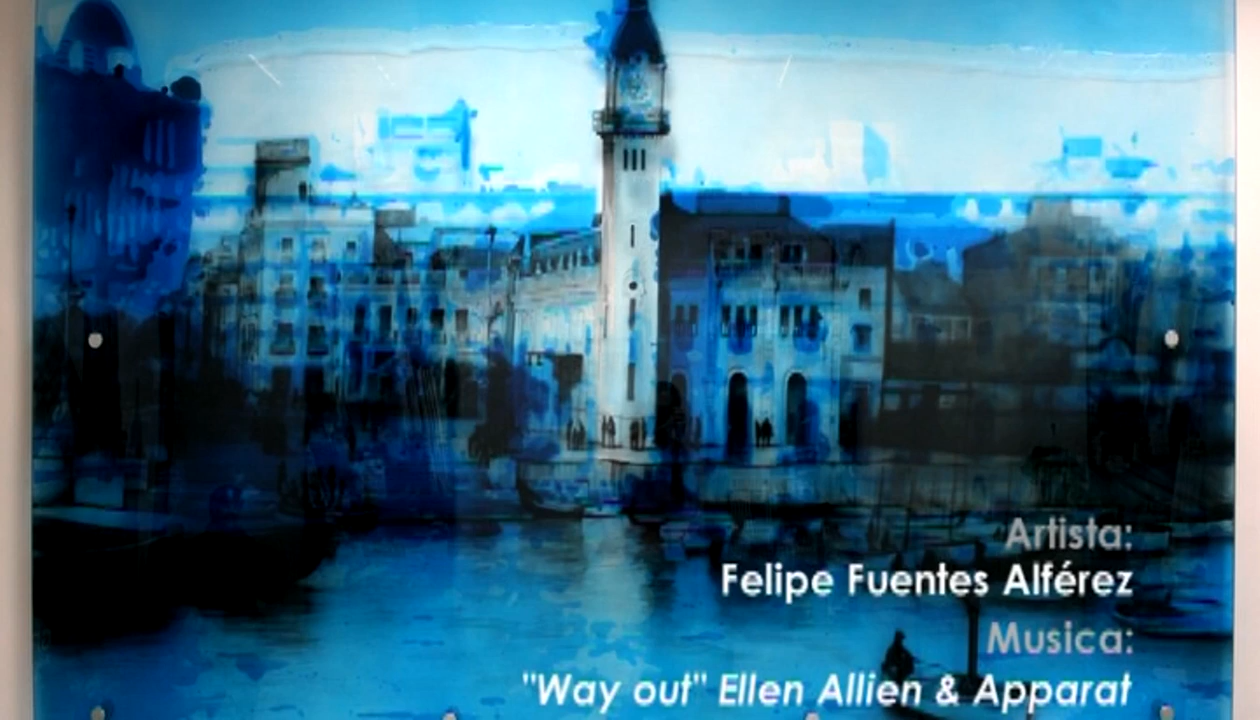 Artista:
Felipe Fuentes Alférez
Musica:
"Way out" Ellen Allien & Apparat